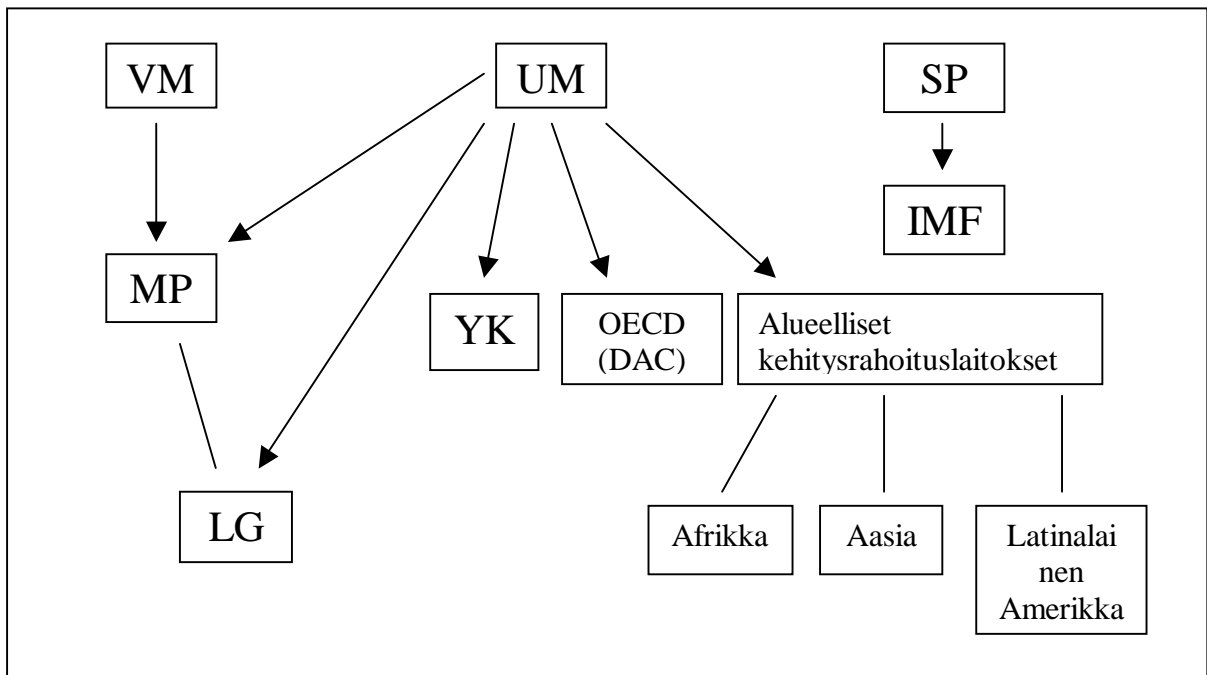 VM
UM
SP
IMF
MP
YK
OECD
(DAC)
Alueelliset
kehitysrahoituslaitokset
LG
Afrikka
Aasia
Latinalai
nen
Amerikka